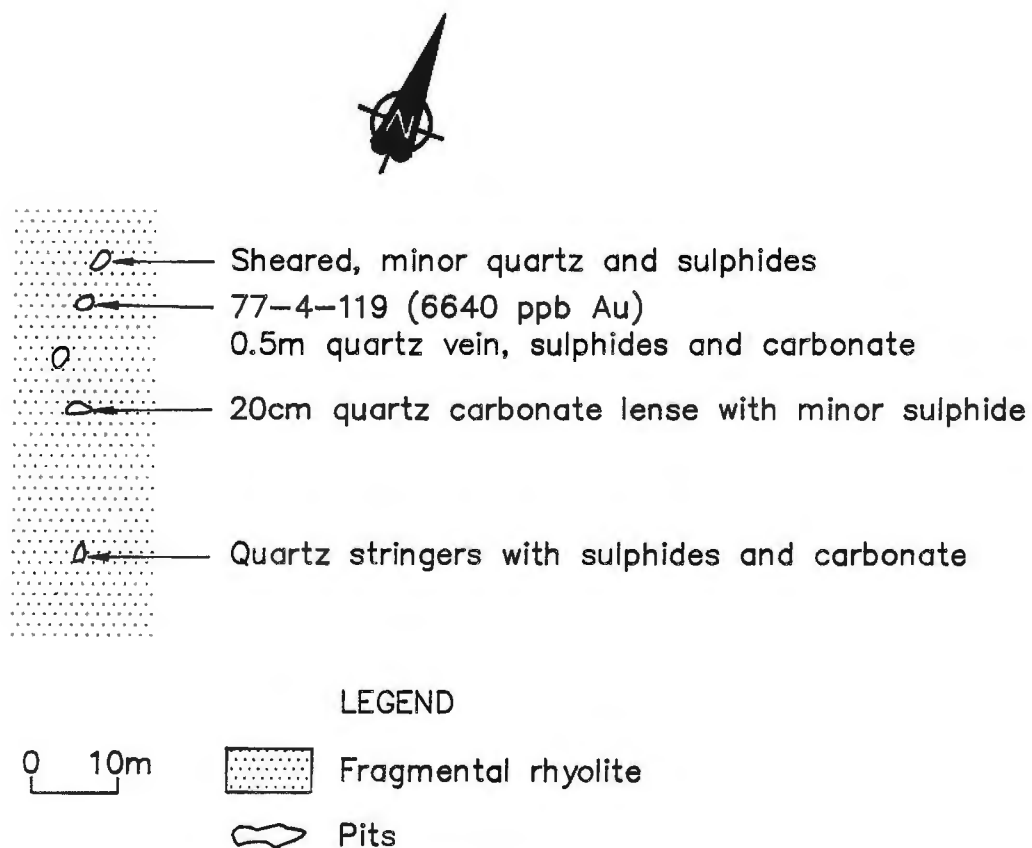 N
Sheared, minor quartz and sulphides
77-4-119 (6640 ppb Au)
0.5m quartz vein, sulphides and carbonate
20cm quartz carbonate lense with minor sulphide
Quartz stringers with sulphides and carbonate
LEGEND
0 10m
Fragmental rhyolite
Pits